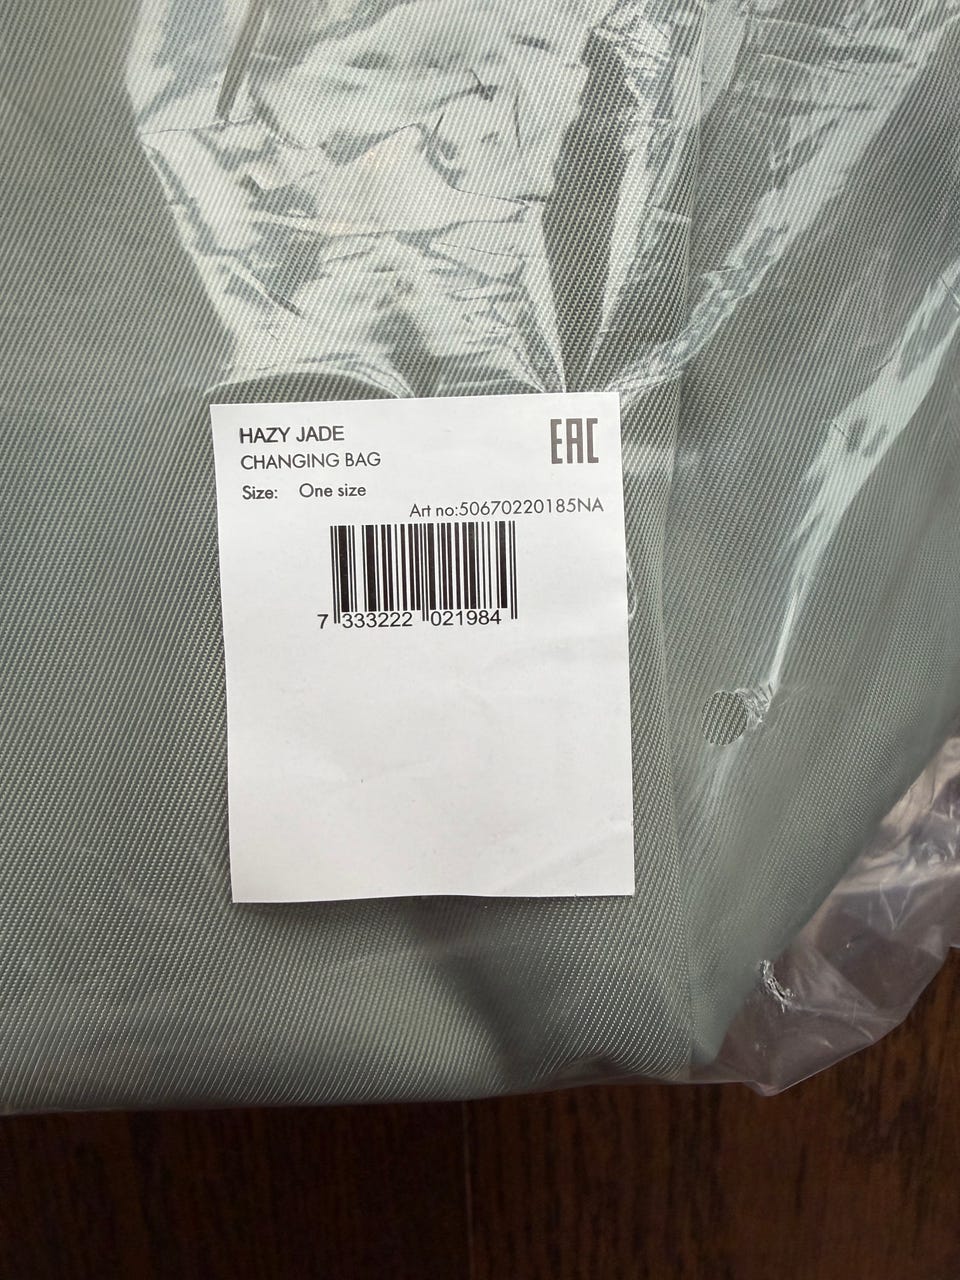 HAZY JADE
EAC
CHANGING BAG
Size: One size
Art no:50670220185NA
7 333222 021984